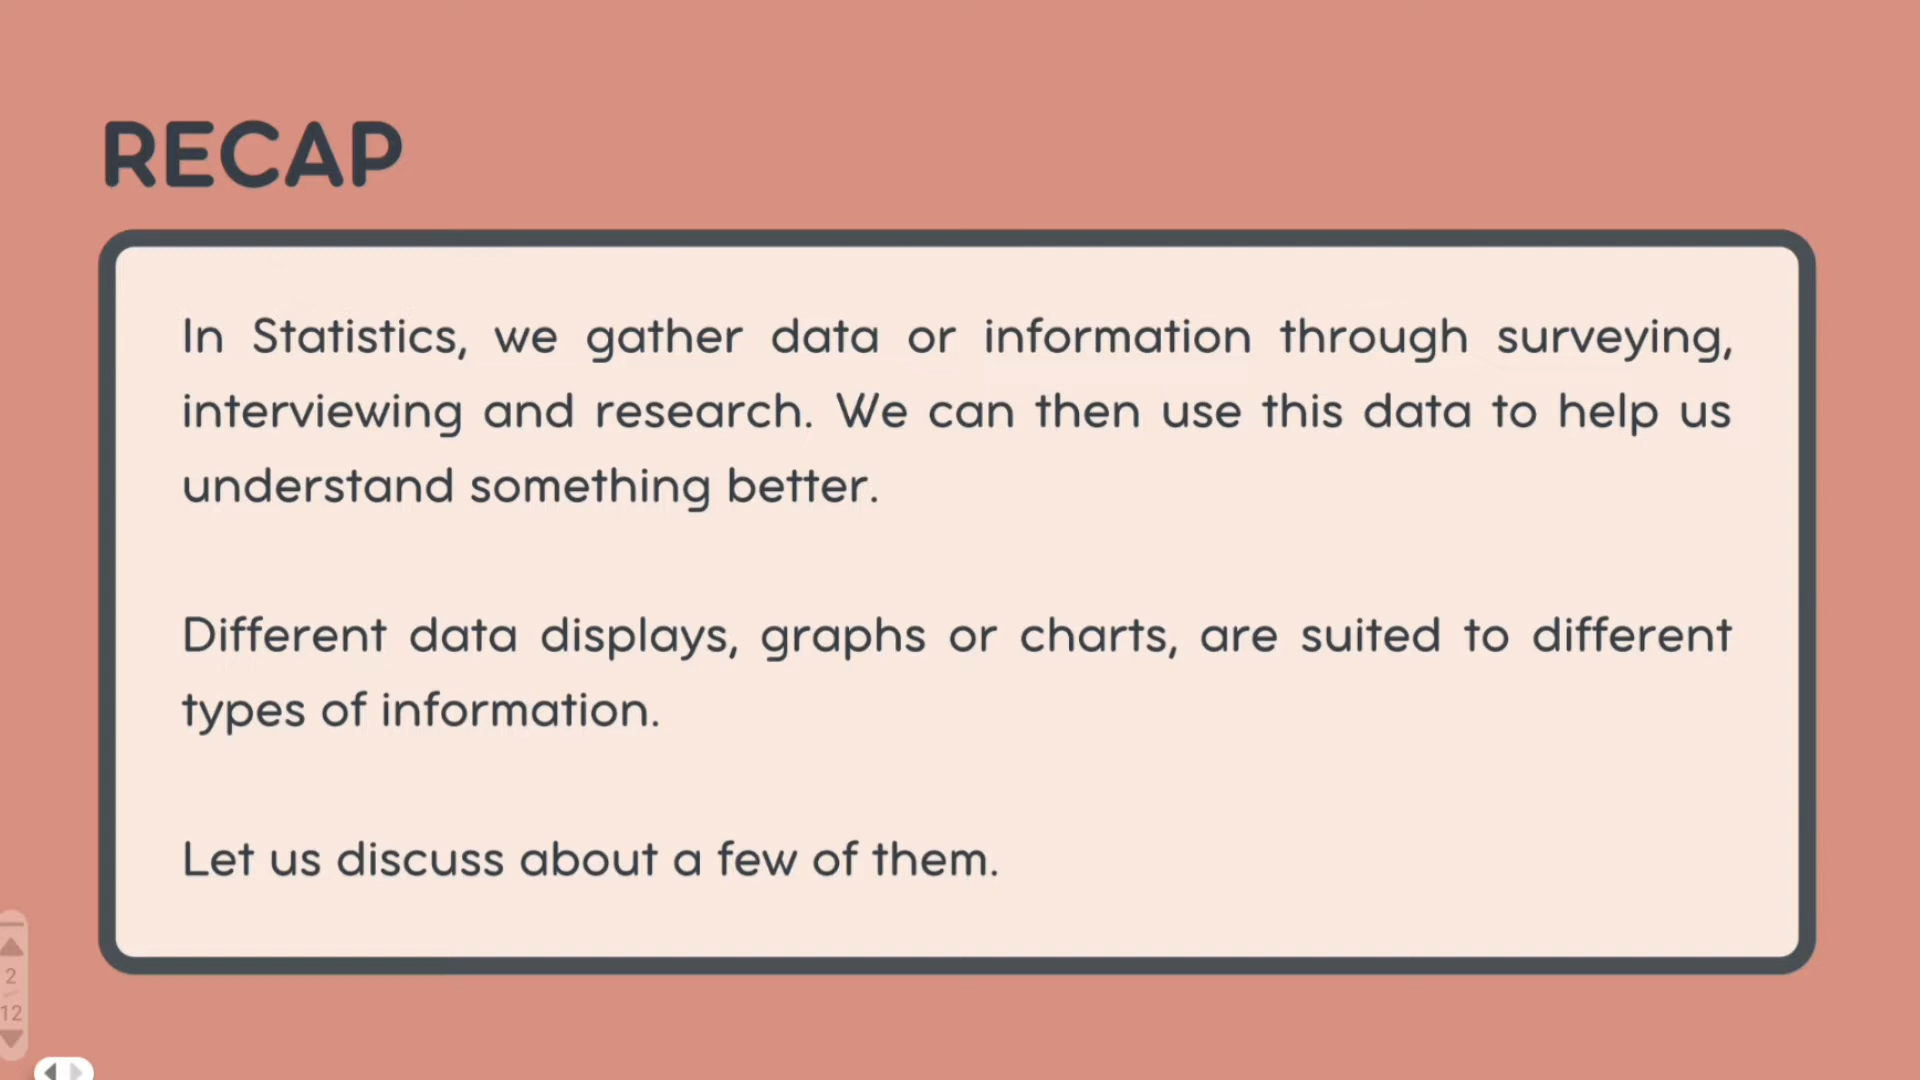 RECAP
In Statistics, we gather data or information through surveying,
interviewing and research. We can then use this data to help us
understand something better.
Different data displays, graphs or charts, are suited to different
types of information.
Let us discuss about a few of them.
2
12